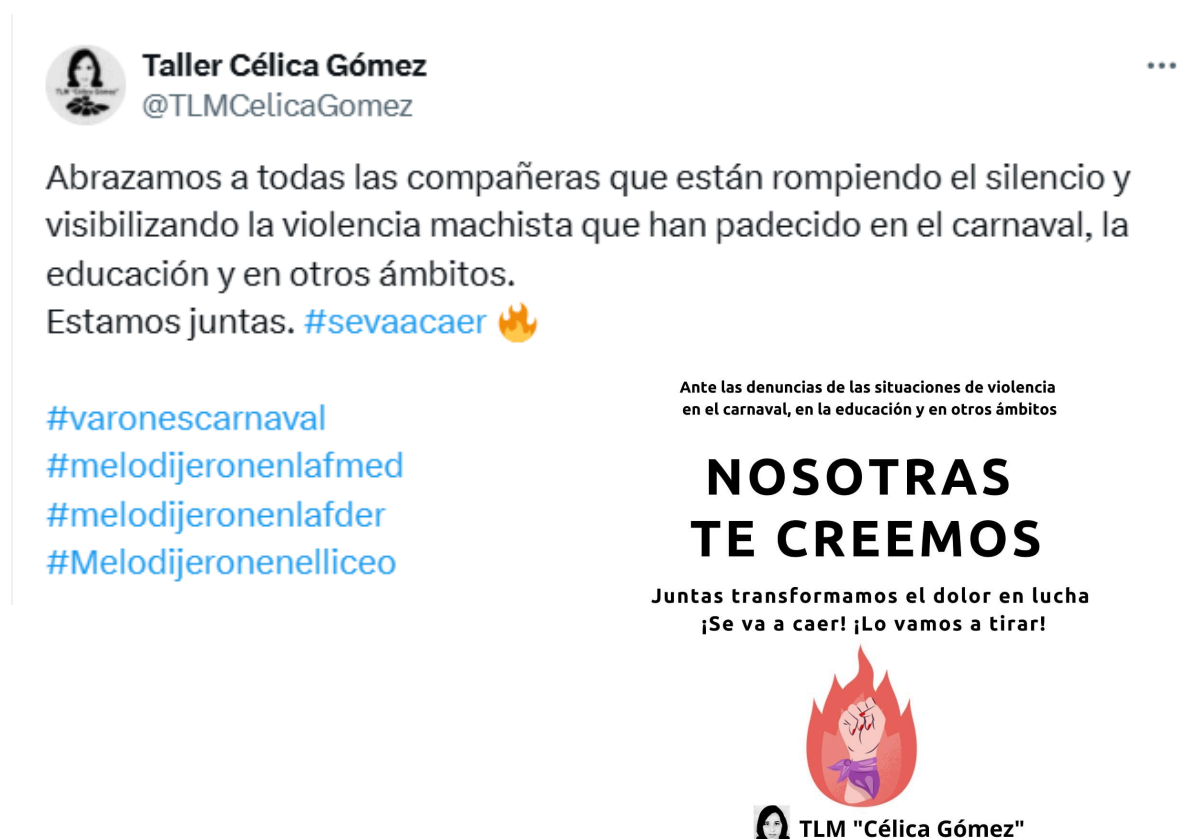 Taller Célica Gómez
@TLMCelicaGomez
Abrazamos a todas las compañeras que están rompiendo el silencio y
visibilizando la violencia machista que han padecido en el carnaval, la
educación y en otros ámbitos.
Estamos juntas. #sevaacaer 🔥
#varonescarnaval
#melodijeronenlafmed
#melodijeronenlafder
#Melodijeronenelliceo
Ante las denuncias de las situaciones de violencia
en el carnaval, en la educación y en otros ámbitos
NOSOTRAS
TE CREEMOS
Juntas transformamos el dolor en lucha
¡Se va a caer! ¡Lo vamos a tirar!
TLM "Célica Gómez"